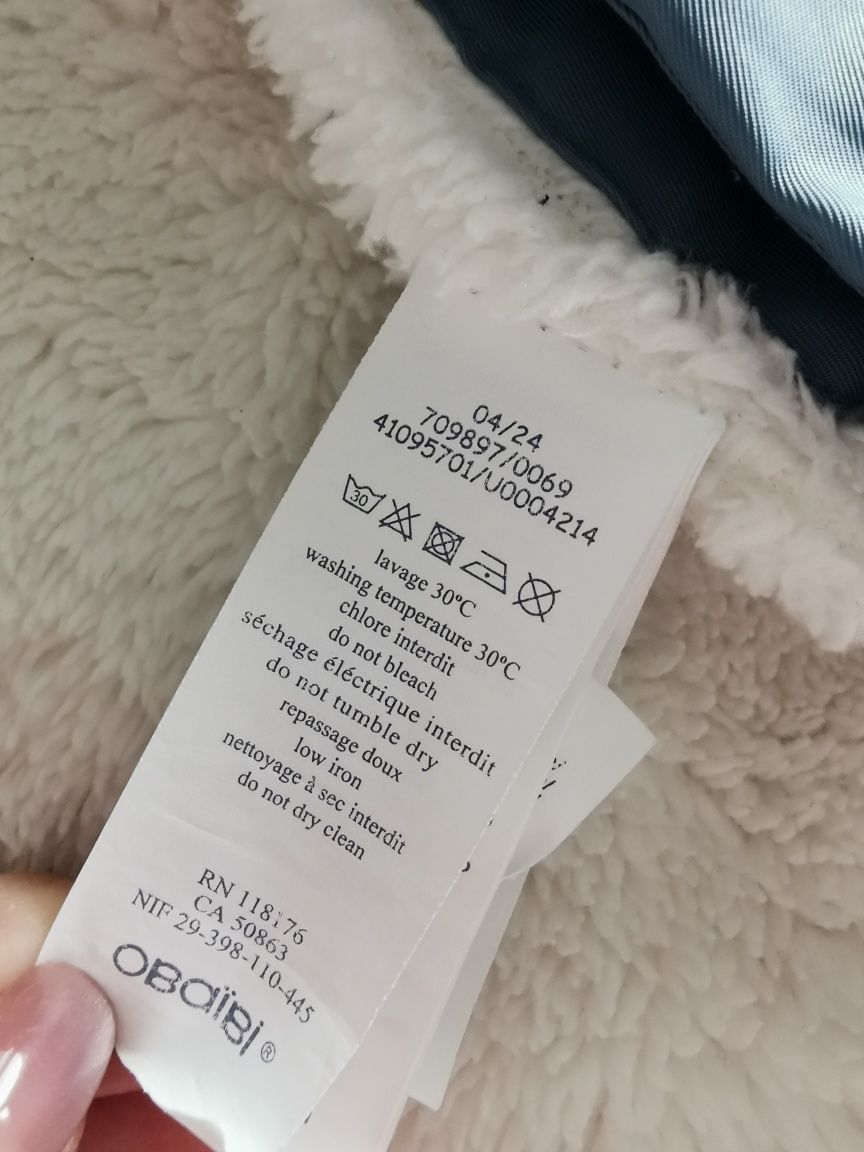 04/24
709897/0069
41095701/U0004214
30
lavage 30°C
washing temperature 30°C
chlore interdit
do not bleach
séchage éléctrique interdit
do not tumble dry
repassage doux
low iron
nettoyage à sec interdit
do not dry clean
RN 118176
CA 50863
NIF 29-398-110-445
OBaïBi®